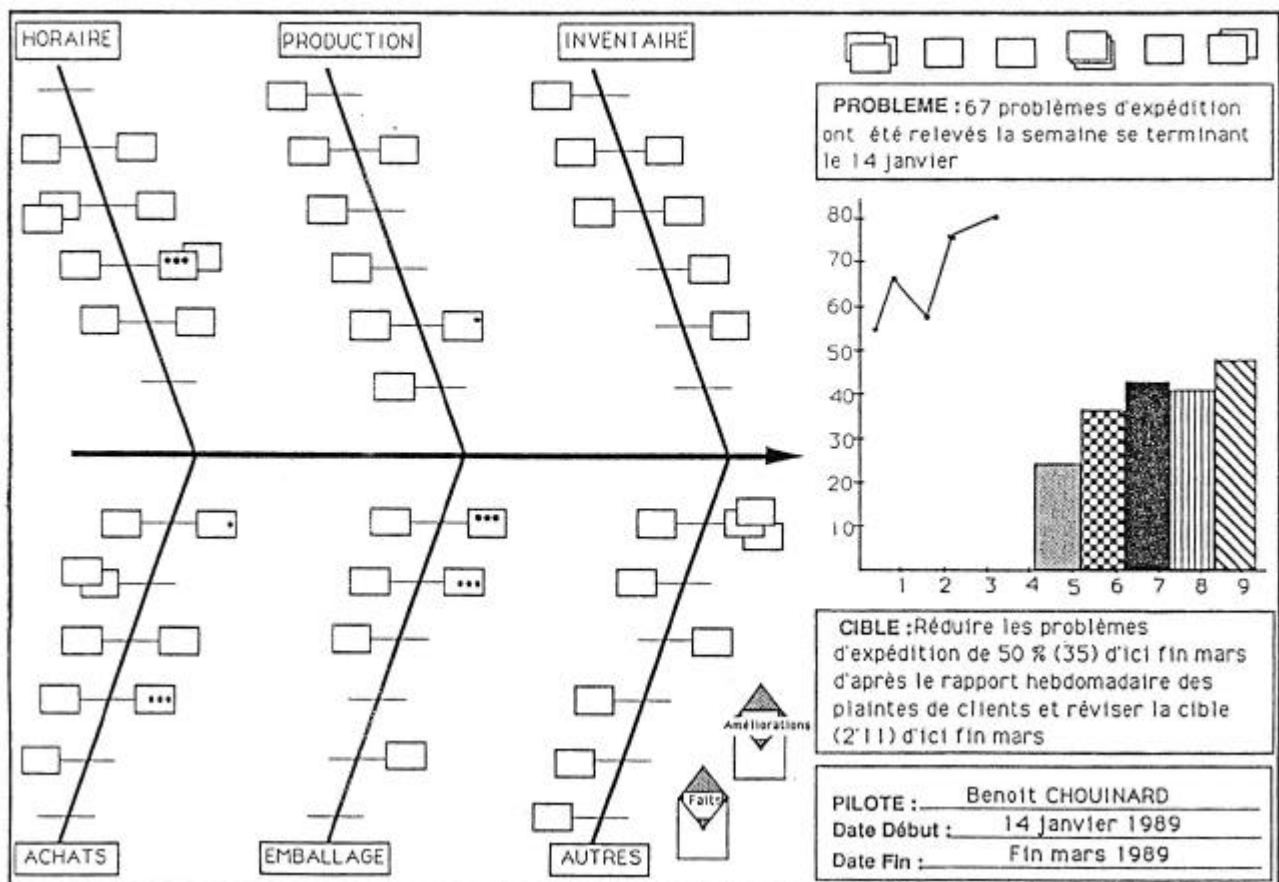 HORAIRE
PRODUCTION
INVENTAIRE
PROBLEME : 67 problèmes d'expédition
ont été relevés la semaine se terminant
le 14 janvier
80
70
60
50
40
30
20
10
1 2 3 4 5 6 7 8 9
CIBLE : Réduire les problèmes
d'expédition de 50 % (35) d'ici fin mars
d'après le rapport hebdomadaire des
plaintes de clients et réviser la cible
(2'11) d'ici fin mars
Améliorations
Faits
PILOTE : Benoit CHOUINARD
Date Début : 14 janvier 1989
Date Fin : Fin mars 1989
ACHATS
EMBALLAGE
AUTRES